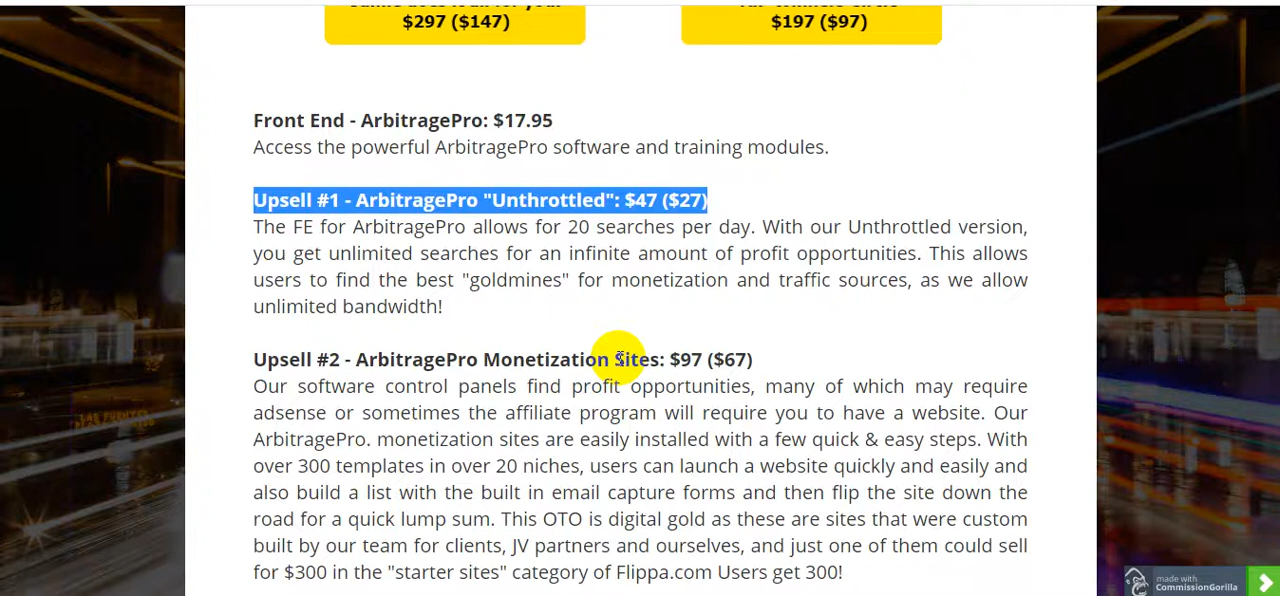 $297 ($147)
$197 ($97)
Front End - ArbitragePro: $17.95
Access the powerful ArbitragePro software and training modules.
Upsell #1 - ArbitragePro "Unthrottled": $47 ($27)
The FE for ArbitragePro allows for 20 searches per day. With our Unthrottled version,
you get unlimited searches for an infinite amount of profit opportunities. This allows
users to find the best "goldmines" for monetization and traffic sources, as we allow
unlimited bandwidth!
Upsell #2 - ArbitragePro Monetization Sites: $97 ($67)
Our software control panels find profit opportunities, many of which may require
adsense or sometimes the affiliate program will require you to have a website. Our
ArbitragePro. monetization sites are easily installed with a few quick & easy steps. With
over 300 templates in over 20 niches, users can launch a website quickly and easily and
also build a list with the built in email capture forms and then flip the site down the
road for a quick lump sum. This OTO is digital gold as these are sites that were custom
built by our team for clients, JV partners and ourselves, and just one of them could sell
for $300 in the "starter sites" category of Flippa.com Users get 300!
made with
CommissionGorilla